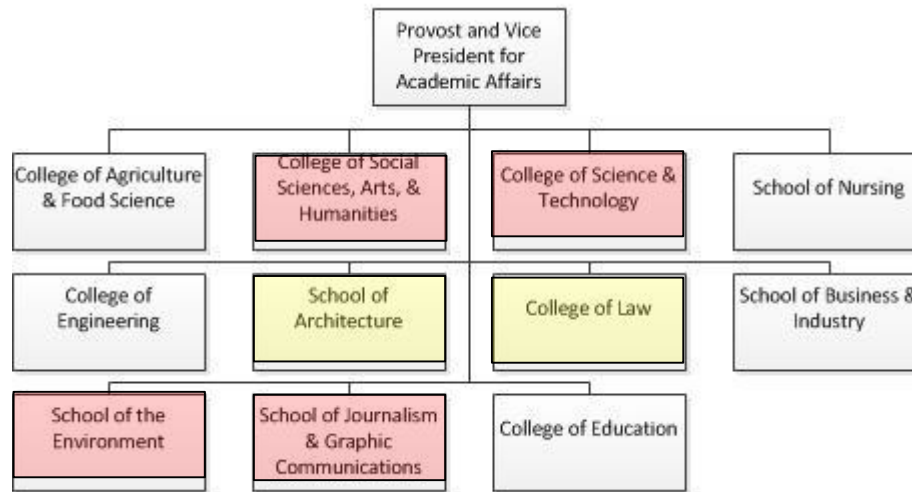 Provost and Vice
President for
Academic Affairs
College of Agriculture
& Food Science
College of Social
Sciences, Arts, &
Humanities
College of Science &
Technology
School of Nursing
College of
Engineering
School of
Architecture
College of Law
School of Business &
Industry
School of the
Environment
School of Journalism
& Graphic
Communications
College of Education